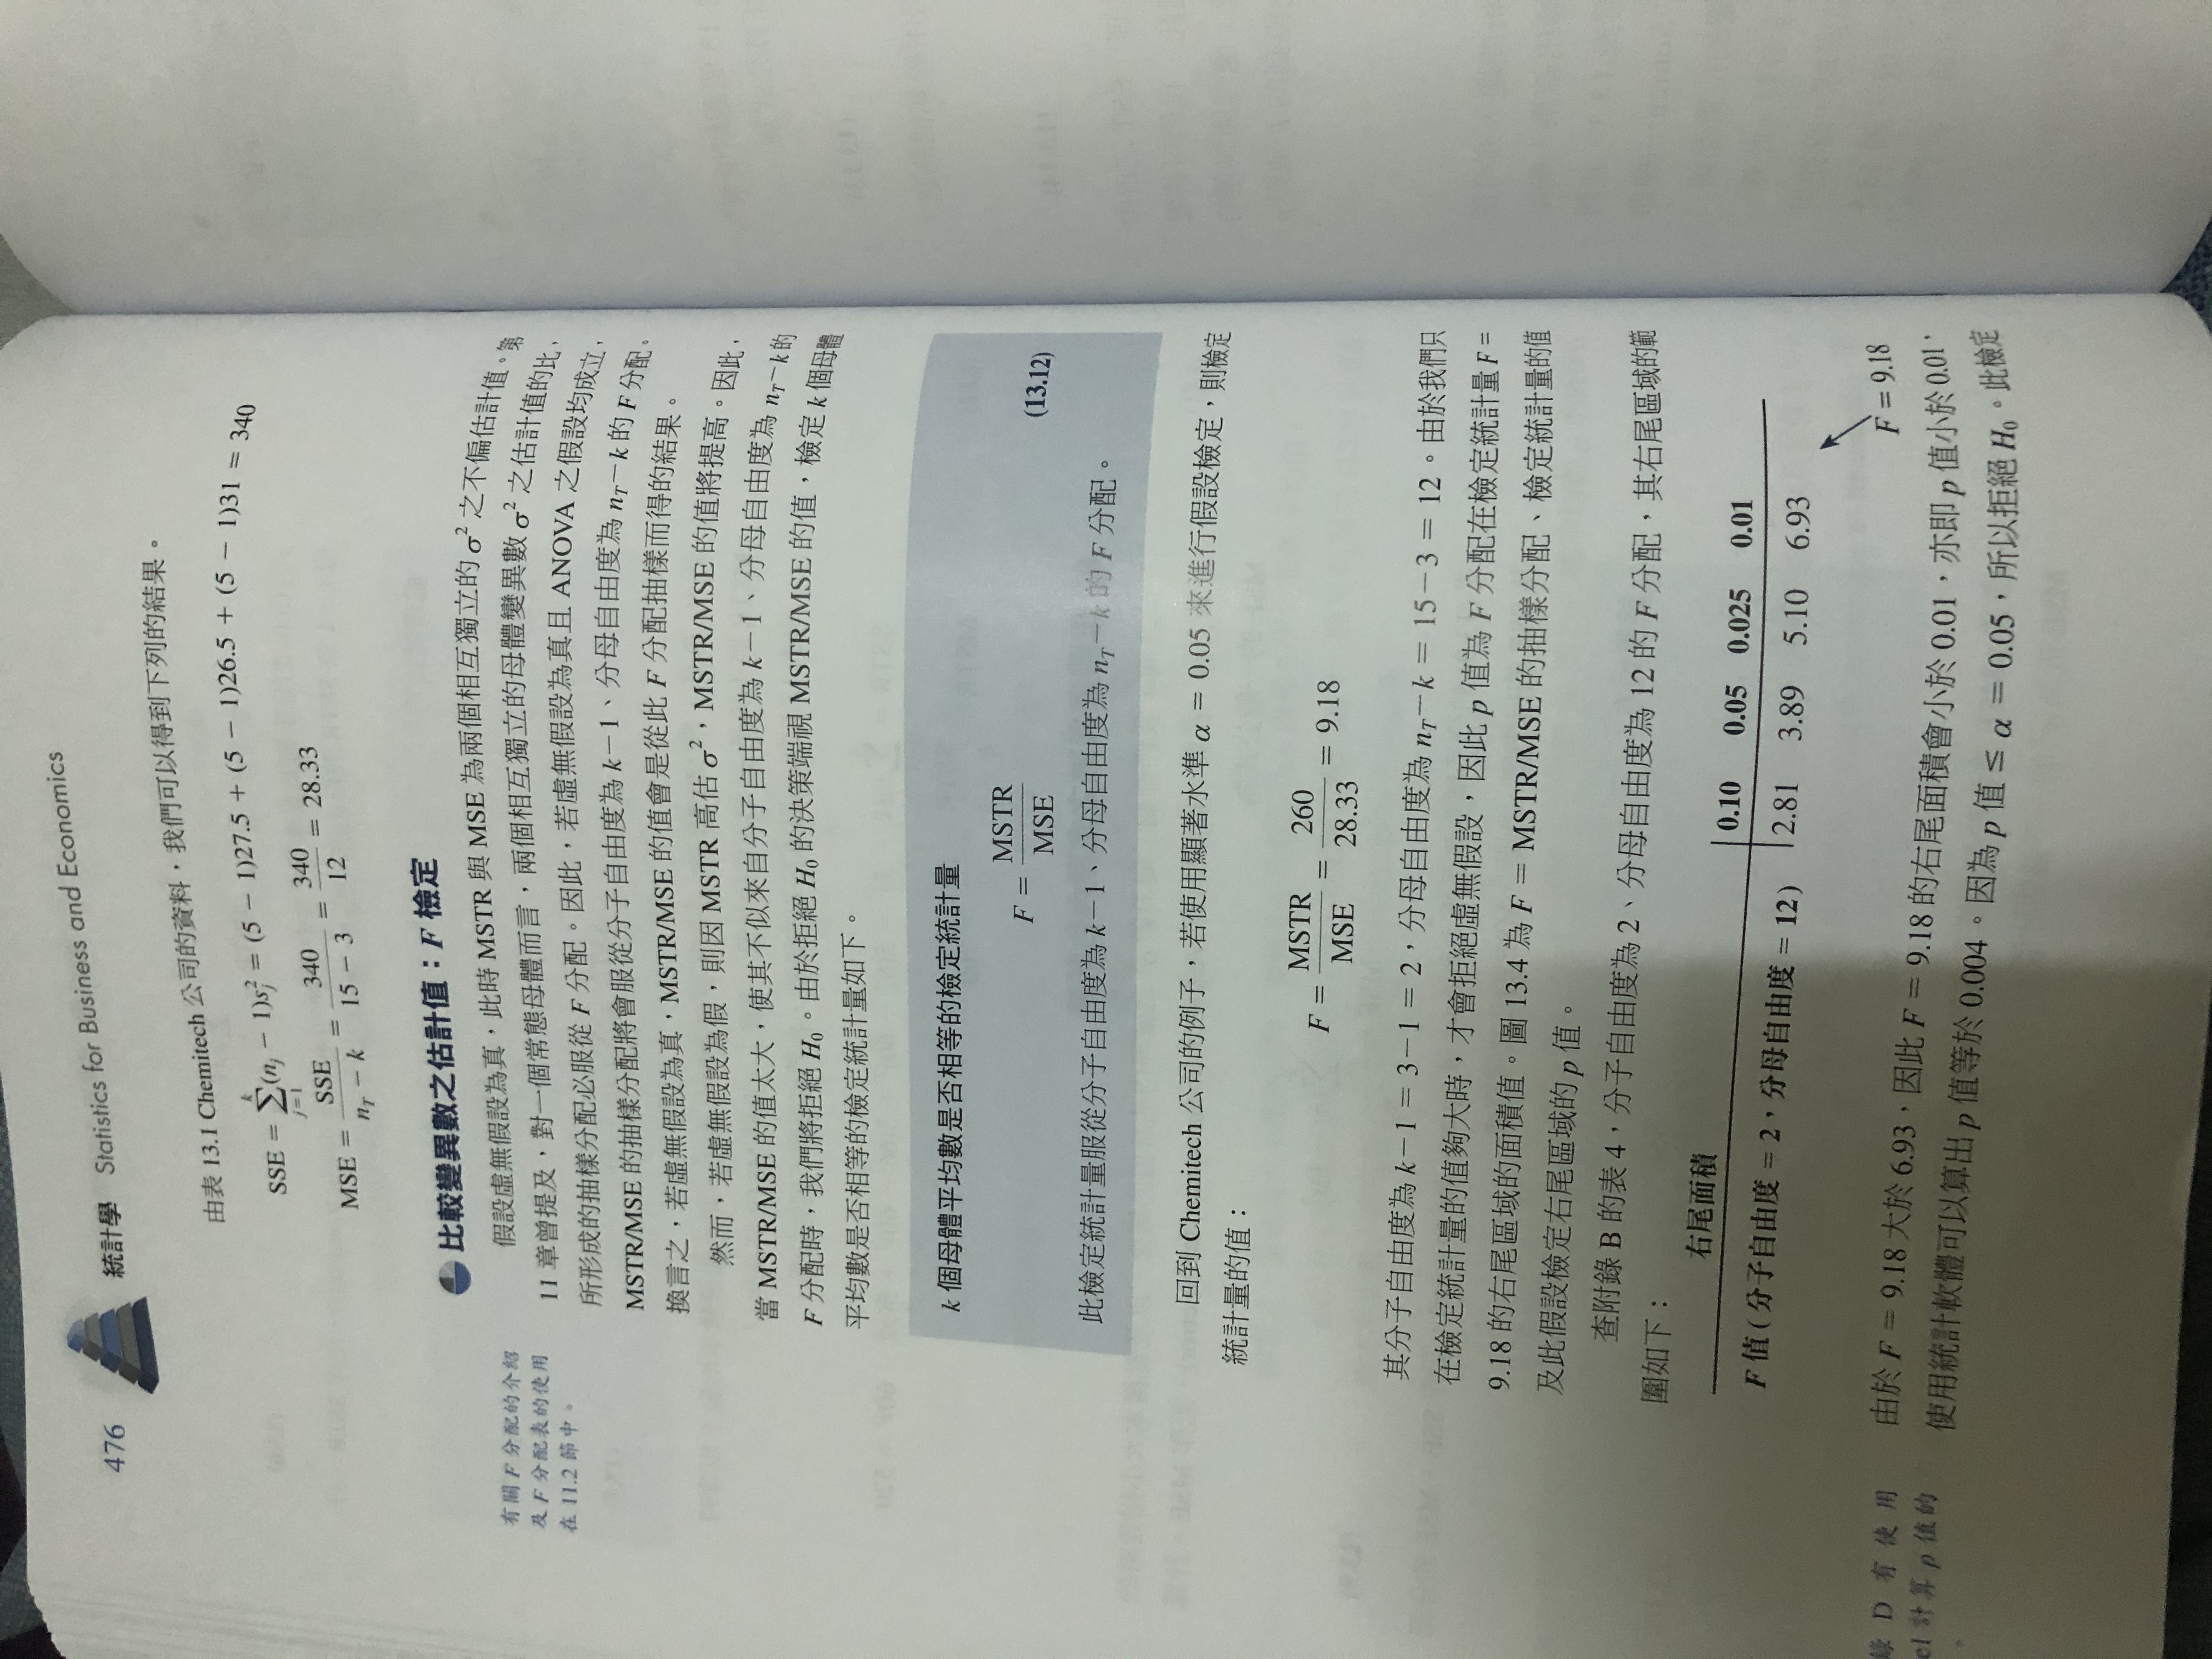 476 統計學 Statistics for Business and Economics
由表 13.1 Chemitech 公司的資料，我們可以得到下列的結果。
SSE = \sum_{j=1}^{k} (n_j − 1)s_j^2 = (5 − 1)27.5 + (5 − 1)26.5 + (5 − 1)31 = 340
MSE = \frac{SSE}{n_T − k} = \frac{340}{15 − 3} = \frac{340}{12} = 28.33
比較變異數之估計值：F 檢定
有關 F 分配的介紹
及 F 分配表的使用
在 11.2 節中。
假設虛無假設為真，此時 MSTR 與 MSE 為兩個相互獨立的 σ² 之不偏估計值。第
11 章曾提及，對一個常態母體而言，兩個相互獨立的母體變異數 σ² 之估計值的比，
所形成的抽樣分配必服從 F 分配。因此，若虛無假設為真且 ANOVA 之假設均成立，
MSTR/MSE 的抽樣分配將會服從分子自由度為 k−1、分母自由度為 n_T−k 的 F 分配。
換言之，若虛無假設為真，MSTR/MSE 的值會是從此 F 分配抽樣而得的結果。
然而，若虛無假設為假，則因 MSTR 高估 σ²，MSTR/MSE 的值將提高。因此，
當 MSTR/MSE 的值太大，使其不似來自分子自由度為 k−1、分母自由度為 n_T−k 的
F 分配時，我們將拒絕 H₀。由於拒絕 H₀ 的決策端視 MSTR/MSE 的值，檢定 k 個母體
平均數是否相等的檢定統計量如下。
k 個母體平均數是否相等的檢定統計量
F = \frac{MSTR}{MSE} (13.12)
此檢定統計量服從分子自由度為 k−1、分母自由度為 n_T−k 的 F 分配。
回到 Chemitech 公司的例子，若使用顯著水準 α = 0.05 來進行假設檢定，則檢定
統計量的值：
F = \frac{MSTR}{MSE} = \frac{260}{28.33} = 9.18
其分子自由度為 k−1 = 3−1 = 2，分母自由度為 n_T−k = 15−3 = 12。由於我們只
在檢定統計量的值夠大時，才會拒絕虛無假設，因此 p 值為 F 分配在檢定統計量 F =
9.18 的右尾區域的面積值。圖 13.4 為 F = MSTR/MSE 的抽樣分配、檢定統計量的值
及此假設檢定右尾區域的 p 值。
查附錄 B 的表 4，分子自由度為 2、分母自由度為 12 的 F 分配，其右尾區域的範
圍如下：
右尾面積 0.10 0.05 0.025 0.01
F 值 ( 分子自由度 = 2，分母自由度 = 12 ) 2.81 3.89 5.10 6.93
F = 9.18
錄 D 有 使 用
el 計算 p 值的
。
由於 F = 9.18 大於 6.93，因此 F = 9.18 的右尾面積會小於 0.01，亦即 p 值小於 0.01，
使用統計軟體可以算出 p 值等於 0.004。因為 p 值 ≤ α = 0.05，所以拒絕 H₀。此檢定